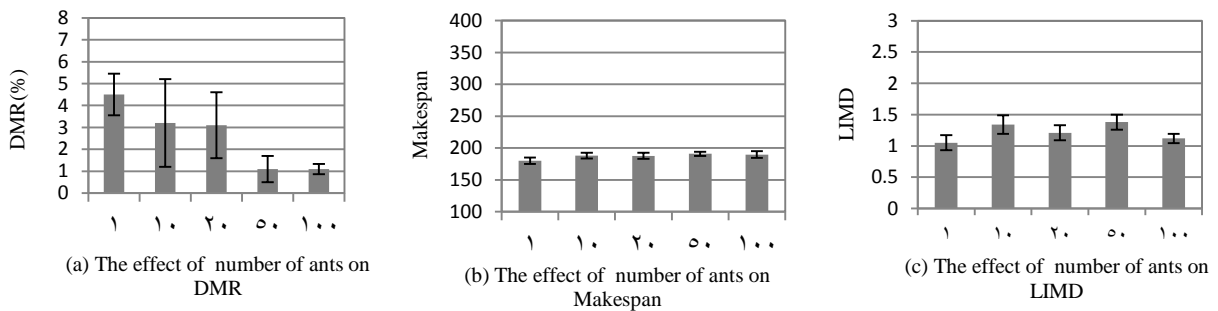 8
7
6
5
4
3
2
1
0
DMR(%)
١ ١٠ ٢٠ ٥٠ ١٠٠
(a) The effect of number of ants on
DMR
400
350
300
250
200
150
100
Makespan
١ ١٠ ٢٠ ٥٠ ١٠٠
(b) The effect of number of ants on
Makespan
3
2.5
2
1.5
1
0.5
0
LIMD
١ ١٠ ٢٠ ٥٠ ١٠٠
(c) The effect of number of ants on
LIMD